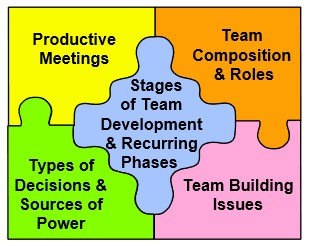 Productive
Meetings
Team
Composition
& Roles
Stages
of Team
Development
& Recurring
Phases
Types of
Decisions &
Sources of
Power
Team Building
Issues